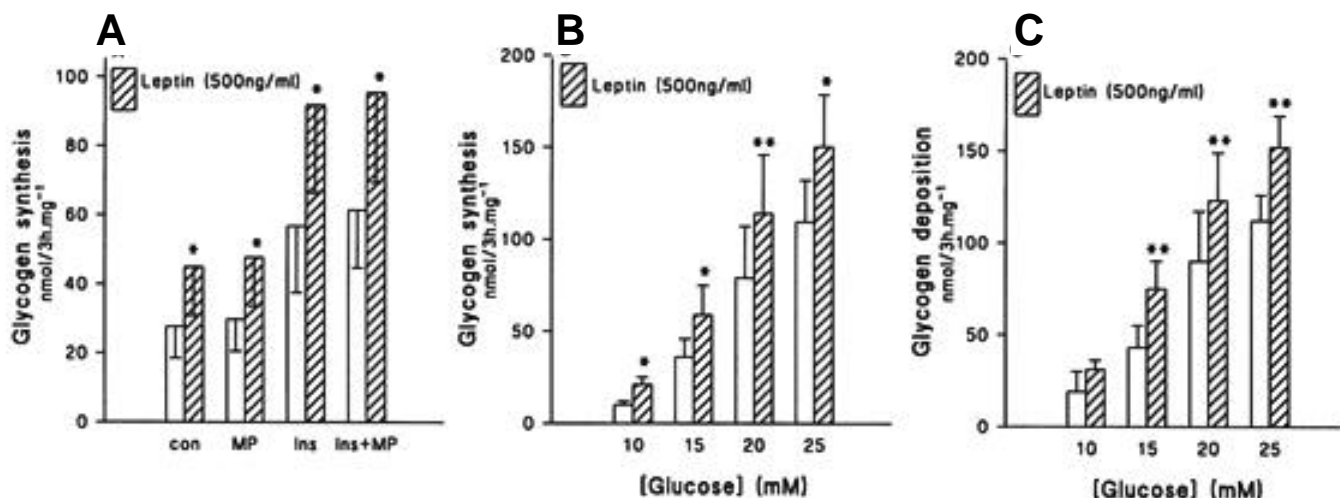 A
Leptin (500ng/ml)
Glycogen synthesis
nmol/3h.mg⁻¹
100
80
60
40
20
0
* * * *
con MP Ins Ins+MP
B
Leptin (500ng/ml)
Glycogen synthesis
nmol/3h.mg⁻¹
200
150
100
50
0
* * ** *
10 15 20 25
[Glucose] (mM)
C
Leptin (500ng/ml)
Glycogen deposition
nmol/3h.mg⁻¹
200
150
100
50
0
** ** **
10 15 20 25
[Glucose] (mM)